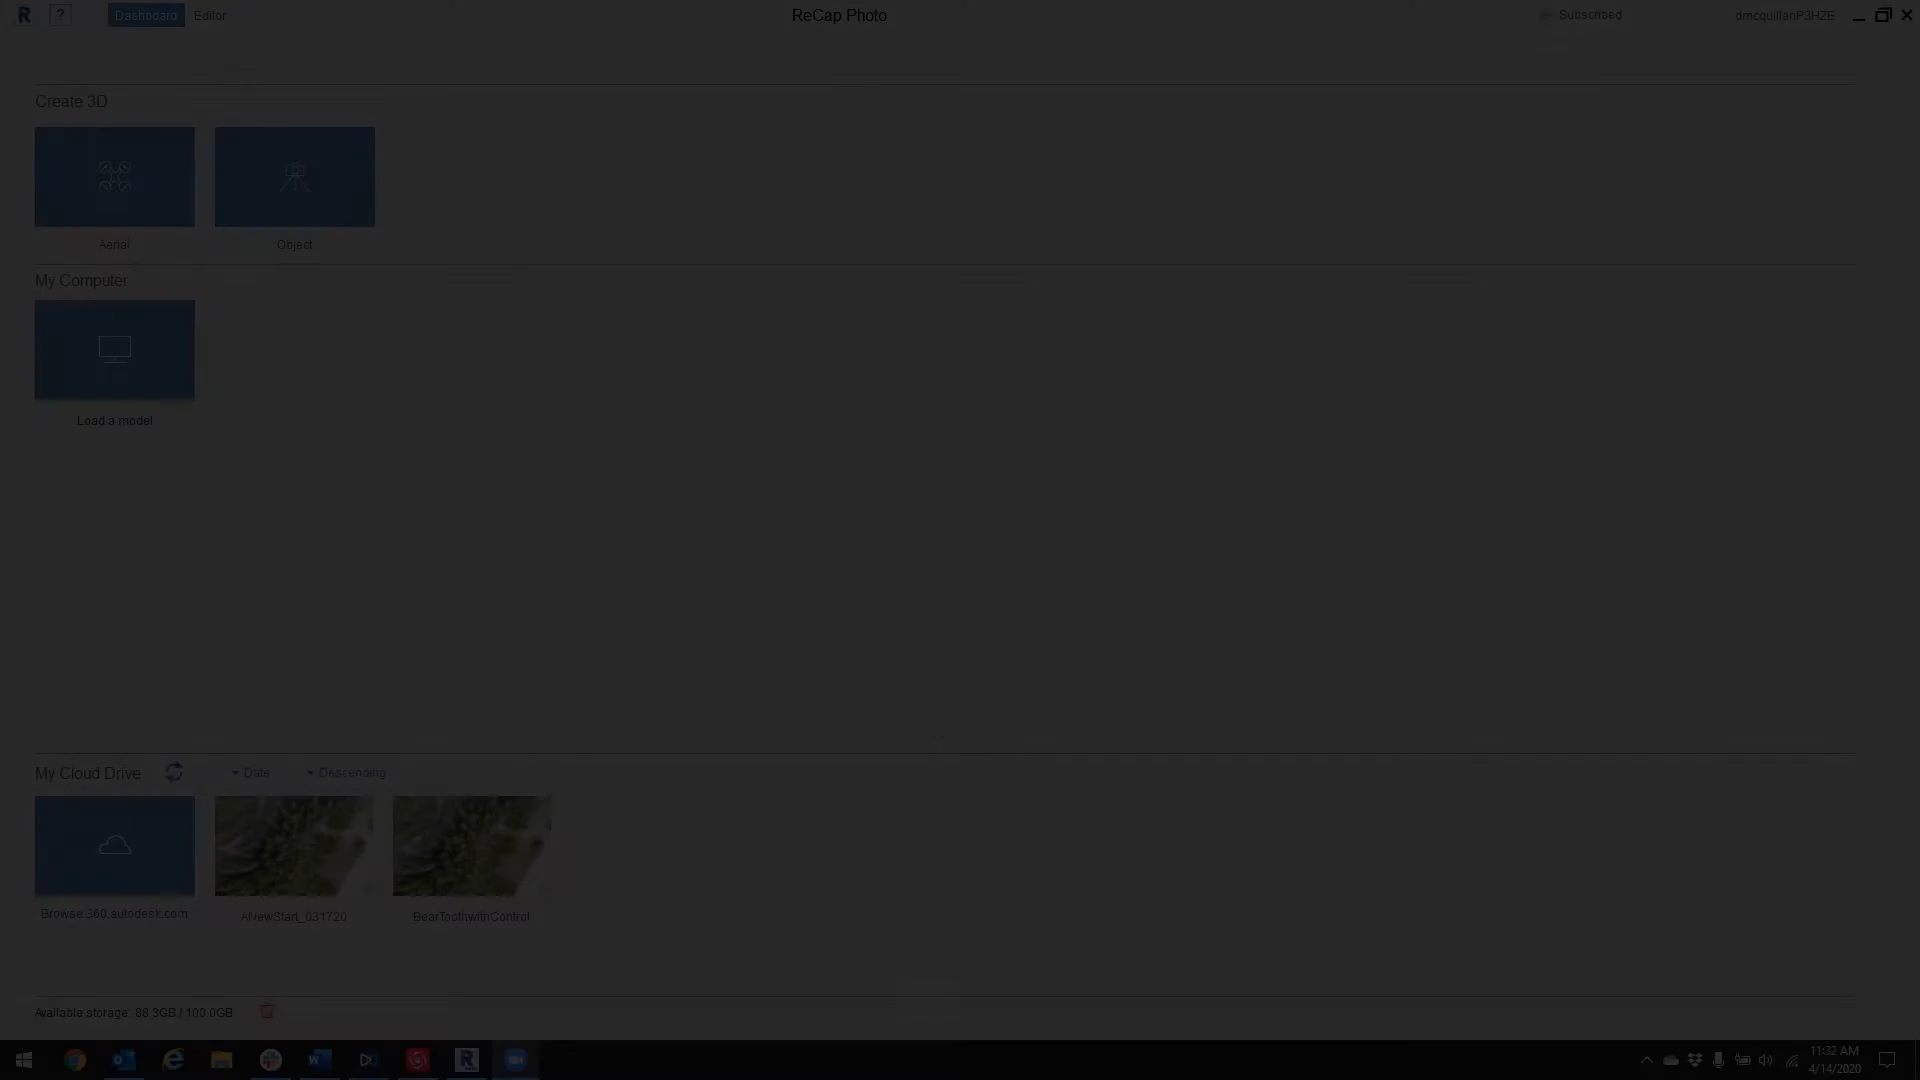 R ? Dashboard Editor ReCap Photo Subscribed dmcquillanP3HZE
Create 3D
Aerial Object
My Computer
Load a model
My Cloud Drive Date Descending
Browse 360.autodesk.com ANewStart_031720 BearToothwithControl
Available storage: 88.3GB / 100.0GB
11:32 AM
4/14/2020